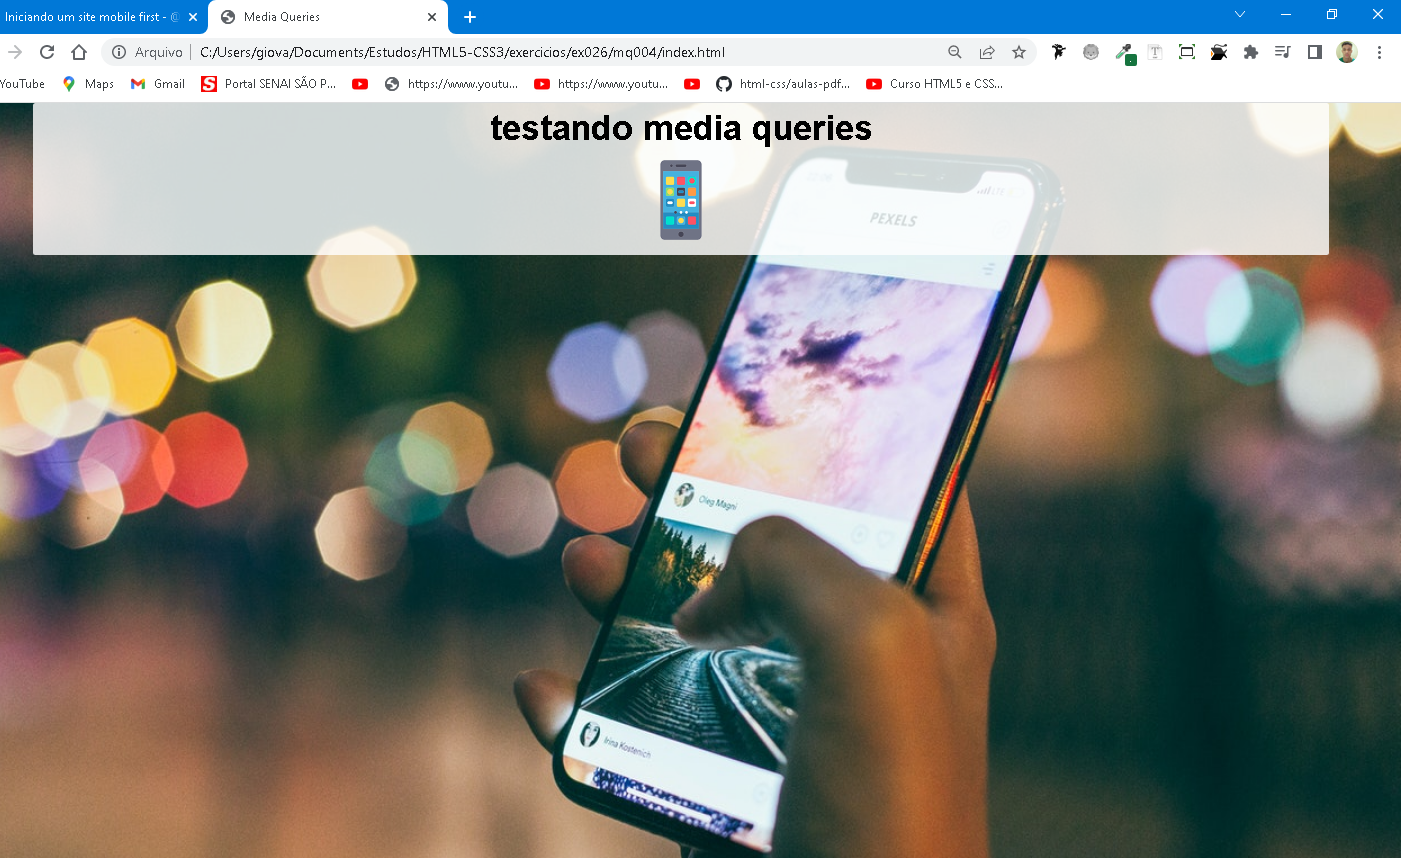 Iniciando um site mobile first - @
Media Queries
Arquivo
C:/Users/giova/Documents/Estudos/HTML5-CSS3/exercicios/ex026/mq004/index.html
YouTube
Maps
Gmail
Portal SENAI SÃO P...
https://www.youtu...
https://www.youtu...
html-css/aulas-pdf...
Curso HTML5 e CSS...
testando media queries
PEXELS
Oleg Magni
Irina Kostenich